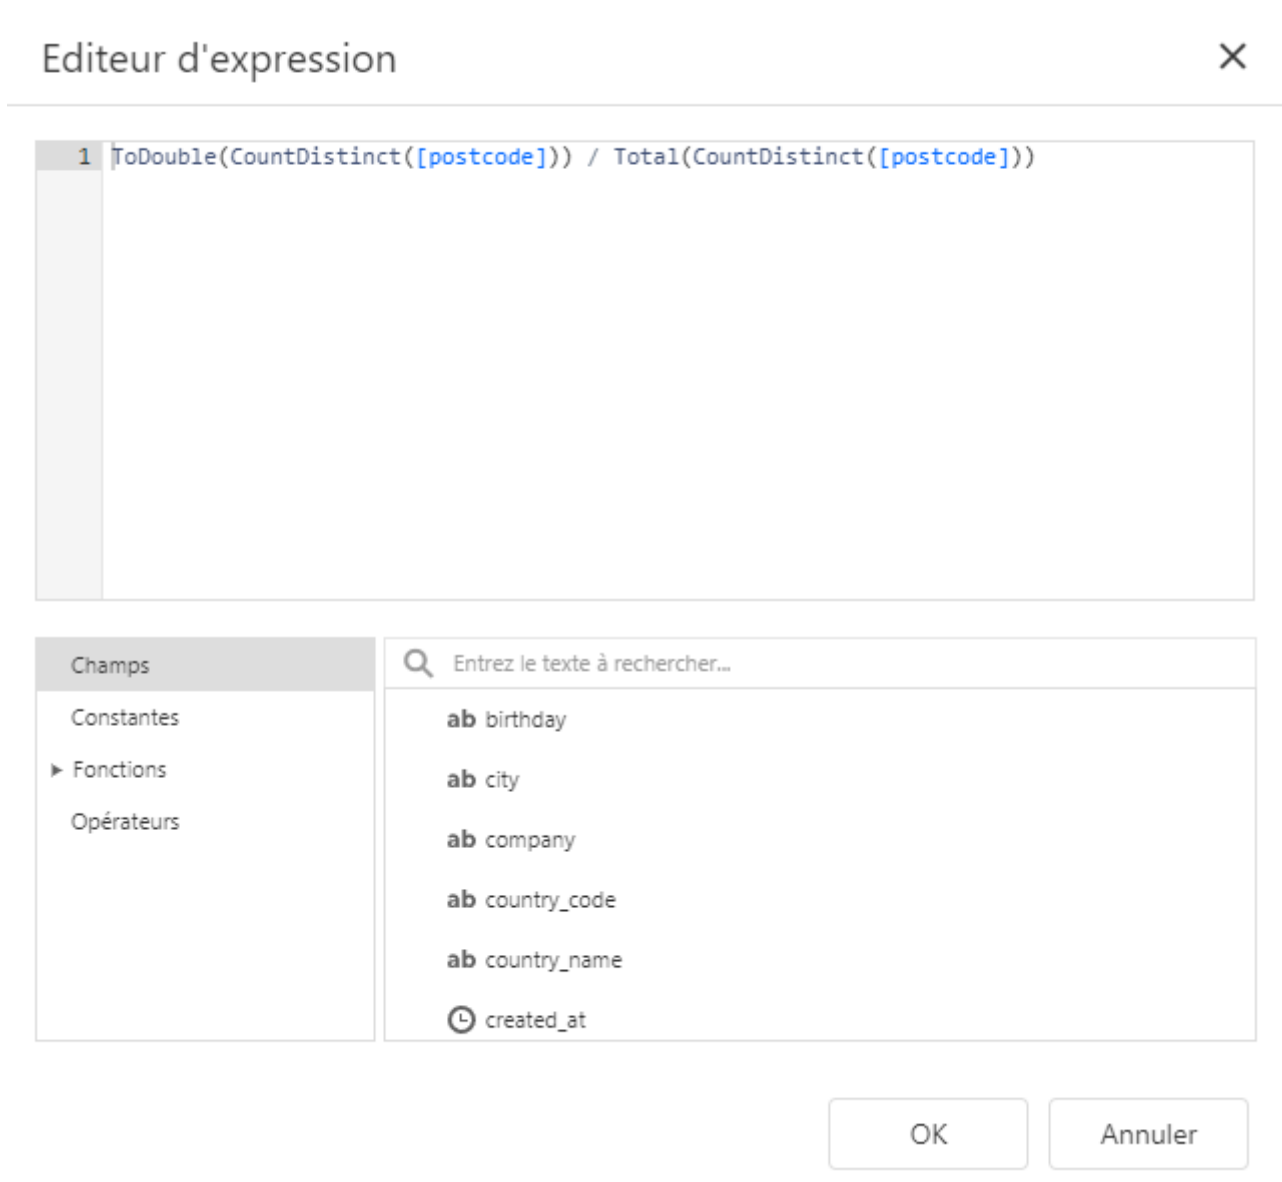 Editeur d'expression
1 ToDouble(CountDistinct([postcode])) / Total(CountDistinct([postcode]))
Champs
Constantes
Fonctions
Opérateurs
Entrez le texte à rechercher...
ab birthday
ab city
ab company
ab country_code
ab country_name
created_at
OK
Annuler